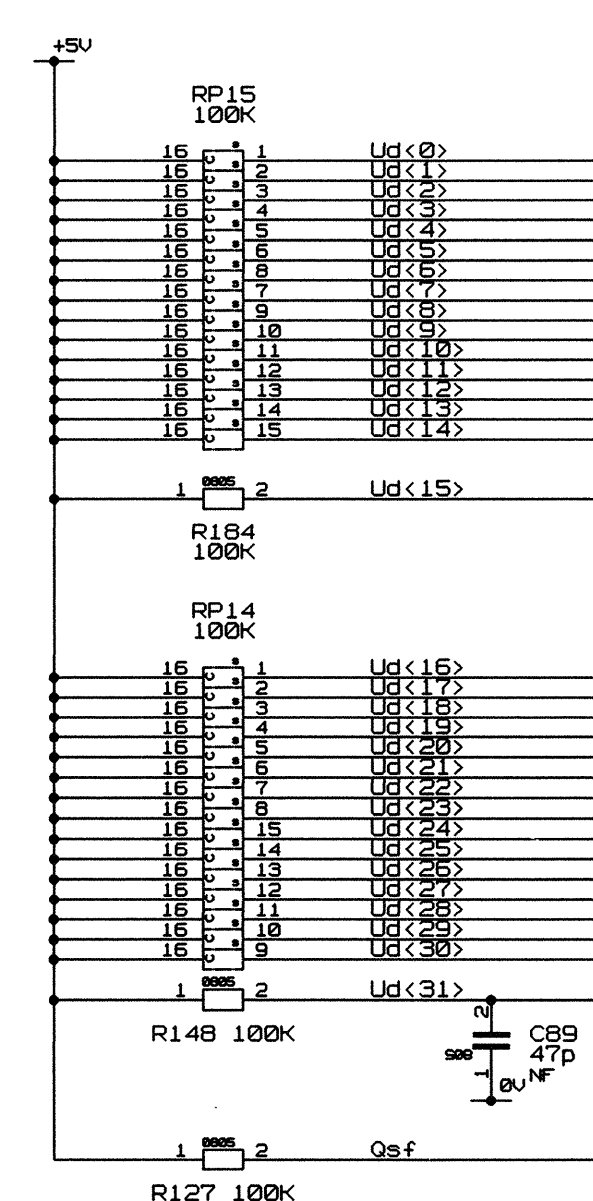 +5V
RP15
100K
16 C s 1 Ud<0>
16 C s 2 Ud<1>
16 C s 3 Ud<2>
16 C s 4 Ud<3>
16 C s 5 Ud<4>
16 C s 6 Ud<5>
16 C s 8 Ud<6>
16 C s 7 Ud<7>
16 C s 9 Ud<8>
16 C s 10 Ud<9>
16 C s 11 Ud<10>
16 C s 12 Ud<11>
16 C s 13 Ud<12>
16 C s 14 Ud<13>
16 C s 15 Ud<14>
1 0805 2 Ud<15>
R184
100K
RP14
100K
16 C s 1 Ud<16>
16 C s 2 Ud<17>
16 C s 3 Ud<18>
16 C s 4 Ud<19>
16 C s 5 Ud<20>
16 C s 6 Ud<21>
16 C s 7 Ud<22>
16 C s 8 Ud<23>
16 C s 15 Ud<24>
16 C s 14 Ud<25>
16 C s 13 Ud<26>
16 C s 12 Ud<27>
16 C s 11 Ud<28>
16 C s 10 Ud<29>
16 C s 9 Ud<30>
1 0805 2 Ud<31>
R148 100K
2
C89
805 47p
1 NF
0V
1 0805 2 Qsf
R127 100K